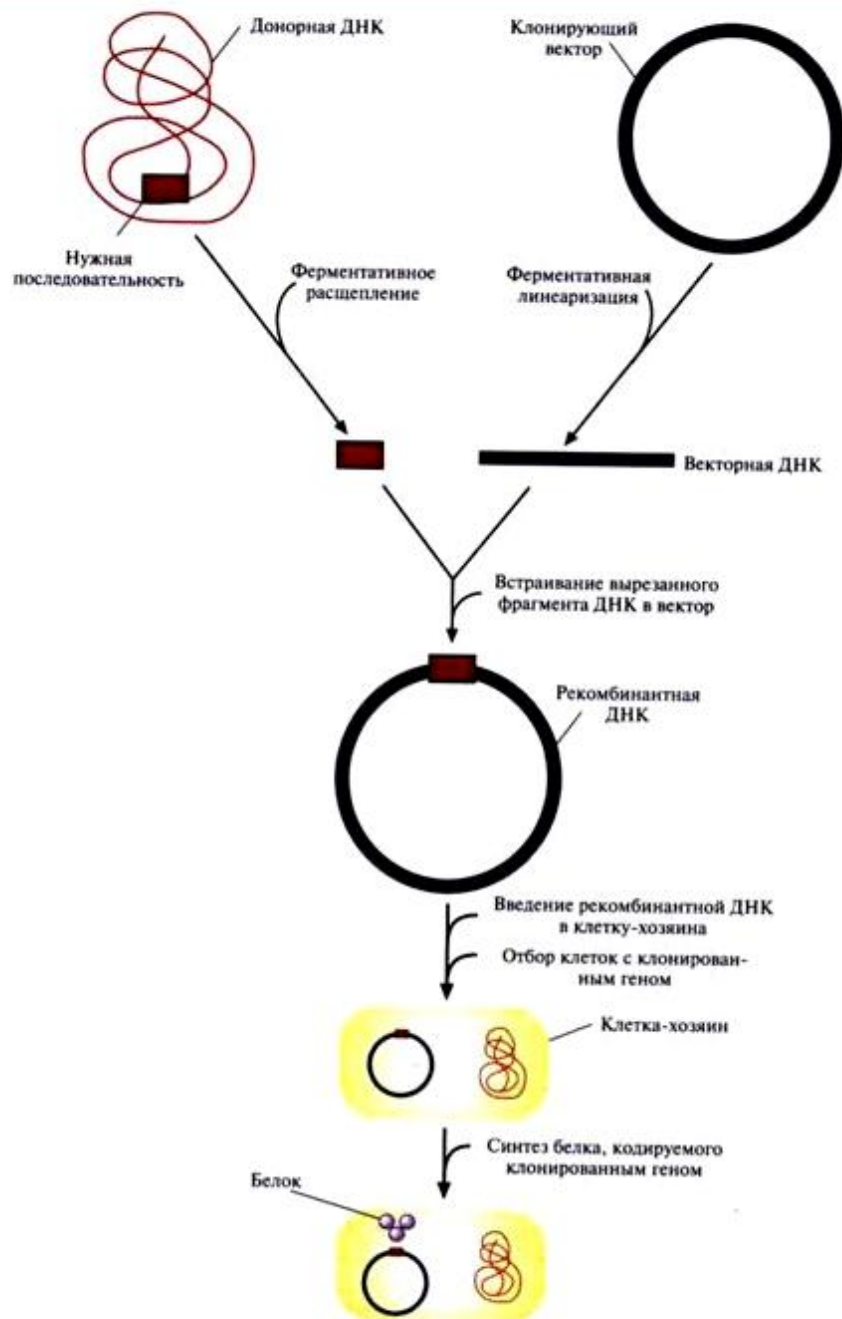 Донорная ДНК
Клонирующий
вектор
Нужная
последовательность
Ферментативное
расщепление
Ферментативная
линеаризация
Векторная ДНК
Встраивание вырезанного
фрагмента ДНК в вектор
Рекомбинантная
ДНК
Введение рекомбинантной ДНК
в клетку-хозяина
Отбор клеток с клонирован-
ным геном
Клетка-хозяин
Синтез белка, кодируемого
клонированным геном
Белок